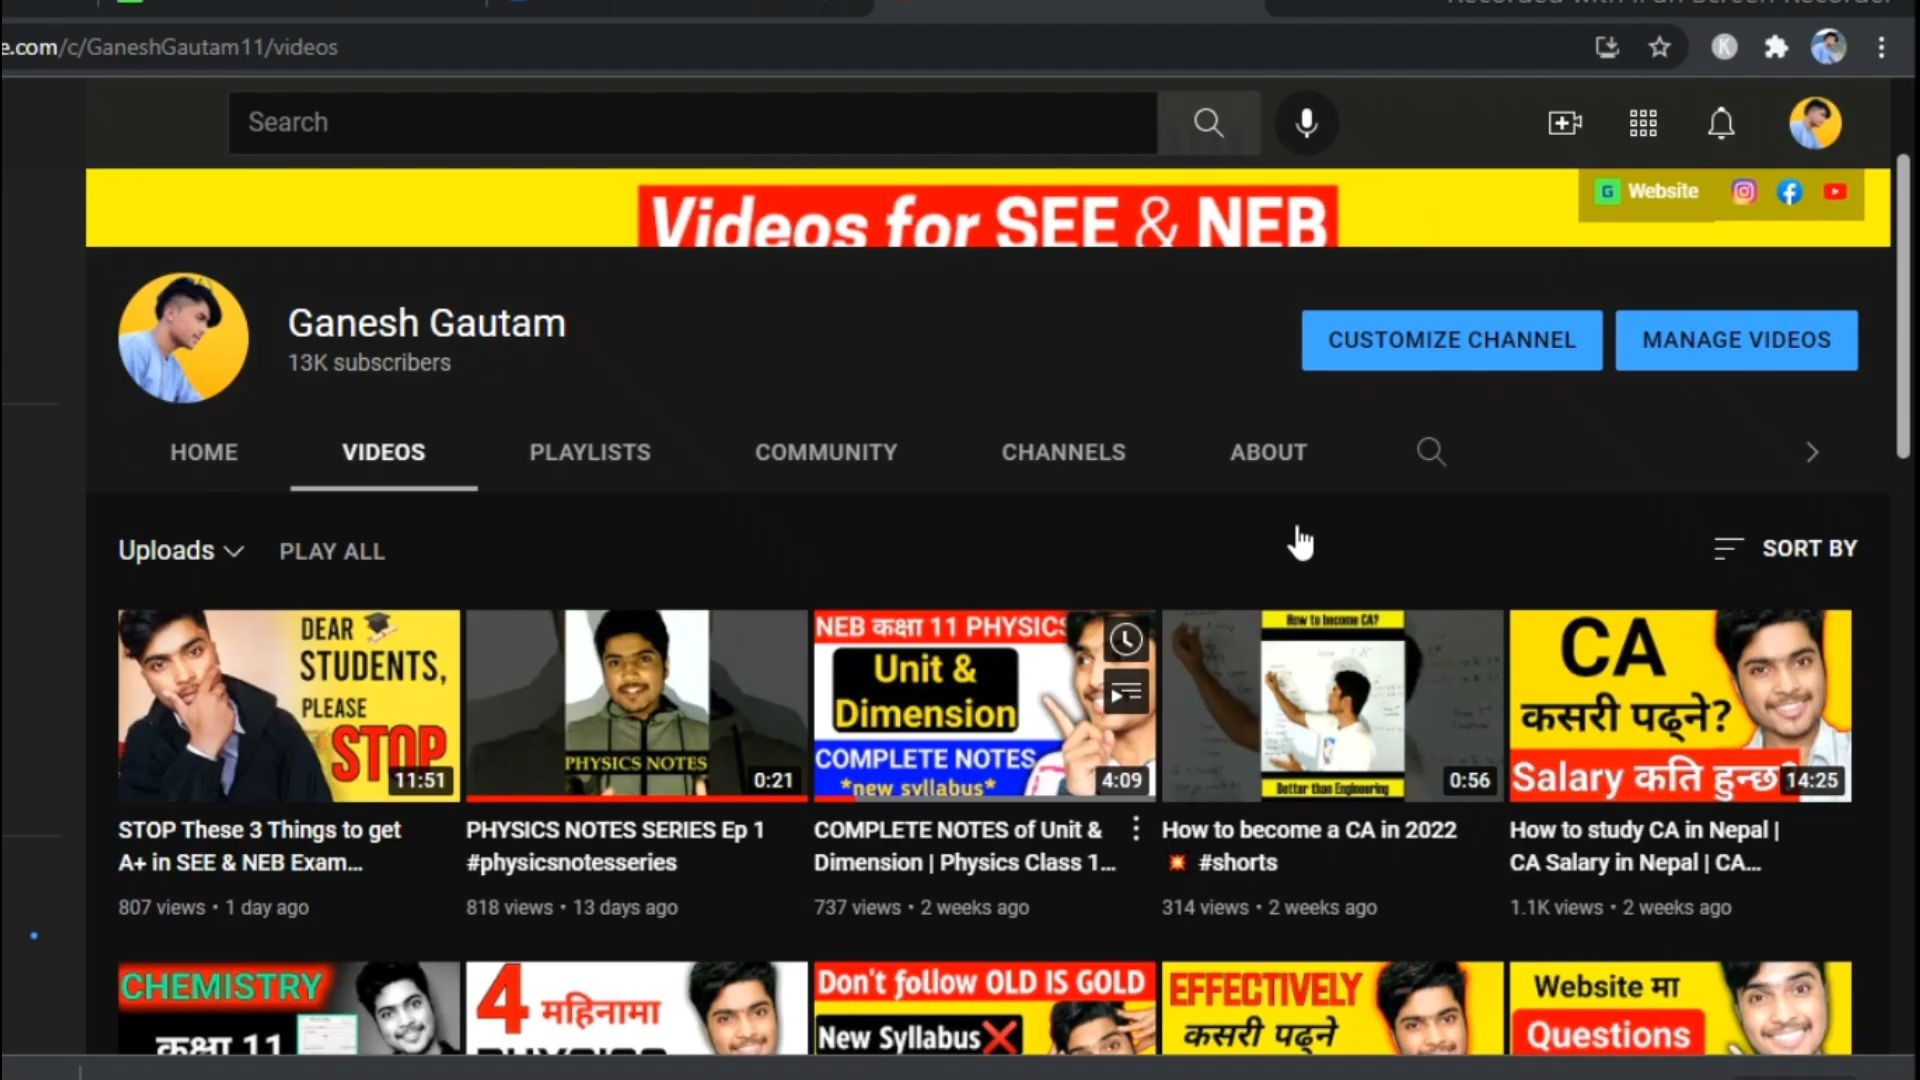 e.com/c/GaneshGautam11/videos
K
Search
Videos for SEE & NEB
G Website
Ganesh Gautam
13K subscribers
CUSTOMIZE CHANNEL
MANAGE VIDEOS
HOME
VIDEOS
PLAYLISTS
COMMUNITY
CHANNELS
ABOUT
Uploads
PLAY ALL
SORT BY
DEAR
STUDENTS,
PLEASE
STOP
11:51
PHYSICS NOTES
0:21
NEB कक्षा 11 PHYSICS
Unit &
Dimension
COMPLETE NOTES
*new syllabus*
4:09
How to become CA?
Better than Engineering
0:56
CA
कसरी पढ्ने?
Salary कति हुन्छ?
14:25
STOP These 3 Things to get
A+ in SEE & NEB Exam...
807 views • 1 day ago
PHYSICS NOTES SERIES Ep 1
#physicsnotesseries
818 views • 13 days ago
COMPLETE NOTES of Unit &
Dimension | Physics Class 1...
737 views • 2 weeks ago
How to become a CA in 2022
💥 #shorts
314 views • 2 weeks ago
How to study CA in Nepal |
CA Salary in Nepal | CA...
1.1K views • 2 weeks ago
CHEMISTRY
कक्षा 11
4 महिनामा
PHYSICS
Don't follow OLD IS GOLD
New Syllabus
EFFECTIVELY
कसरी पढ्ने
Website मा
Questions